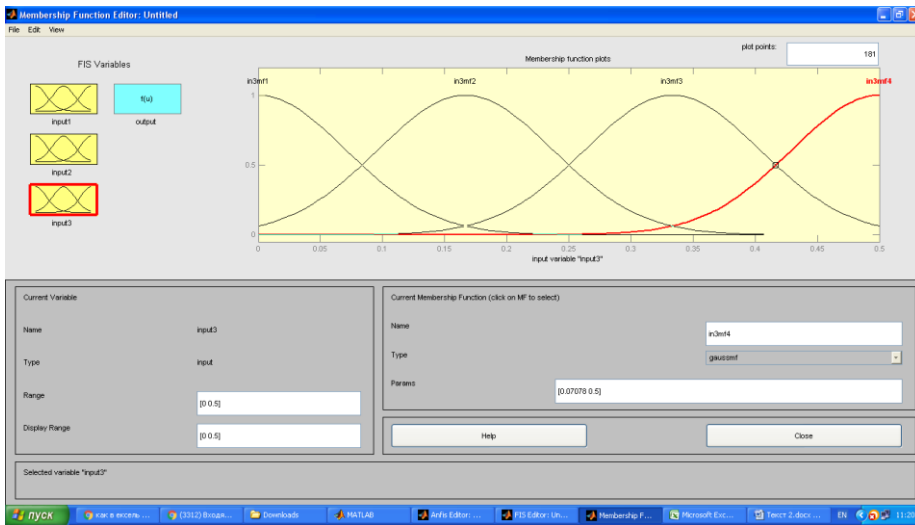 Membership Function Editor: Untitled
File Edit View
FIS Variables
plot points:
181
Membership function plots
in3mf1 in3mf2 in3mf3 in3mf4
f(u)
input1
output
input2
input3
1
0.5
0
0 0.05 0.1 0.15 0.2 0.25 0.3 0.35 0.4 0.45 0.5
input variable "input3"
Current Variable
Name input3
Type input
Range [0 0.5]
Display Range [0 0.5]
Current Membership Function (click on MF to select)
Name in3mf4
Type gaussmf
Params [0.07078 0.5]
Help Close
Selected variable "input3"
пуск как в ексель ... (3312) Входя... Downloads MATLAB Anfis Editor: ... FIS Editor: Un... Membership F... Microsoft Exc... Текст 2.docx ... EN 11:20